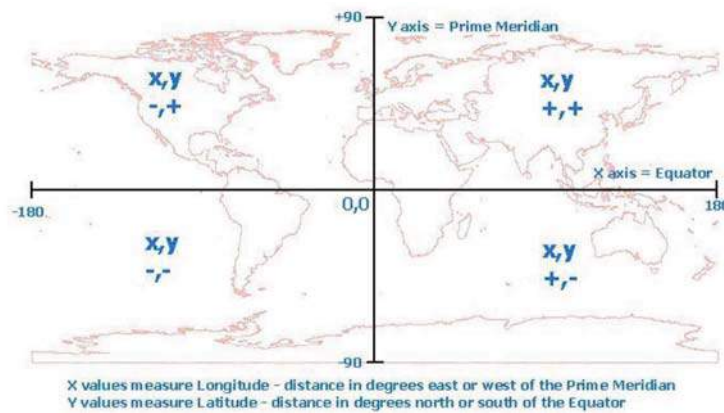 +90
Y axis = Prime Meridian
x,y
-,+
x,y
+,+
X axis = Equator
-180
0,0
180
x,y
-,-
x,y
+,-
-90
X values measure Longitude - distance in degrees east or west of the Prime Meridian
Y values measure Latitude - distance in degrees north or south of the Equator